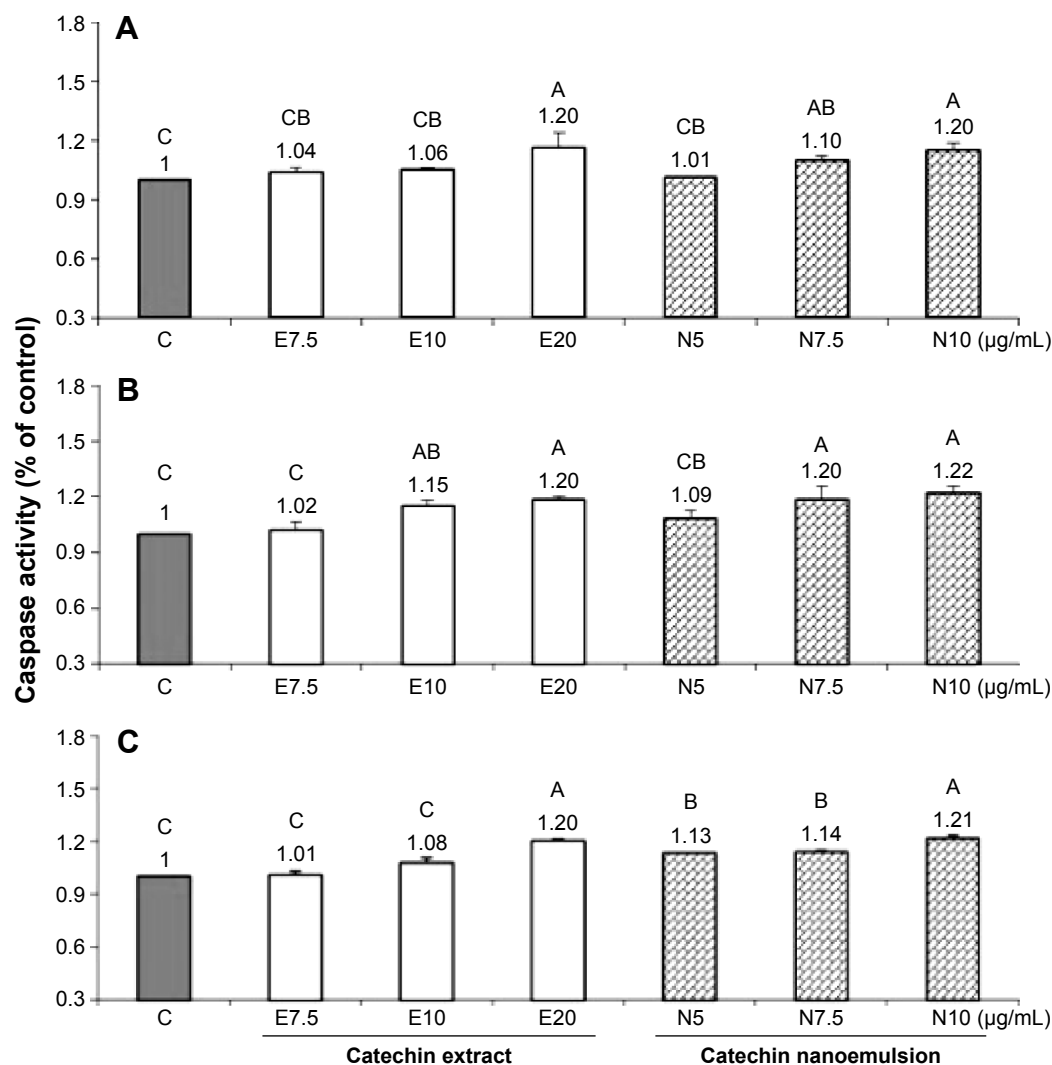 Caspase activity (% of control)
A
1.8
1.5
1.2
0.9
0.6
0.3
C
1
CB
1.04
CB
1.06
A
1.20
CB
1.01
AB
1.10
A
1.20
C E7.5 E10 E20 N5 N7.5 N10 (µg/mL)
B
1.8
1.5
1.2
0.9
0.6
0.3
C
1
C
1.02
AB
1.15
A
1.20
CB
1.09
A
1.20
A
1.22
C E7.5 E10 E20 N5 N7.5 N10 (µg/mL)
C
1.8
1.5
1.2
0.9
0.6
0.3
C
1
C
1.01
C
1.08
A
1.20
B
1.13
B
1.14
A
1.21
C E7.5 E10 E20 N5 N7.5 N10 (µg/mL)
Catechin extract Catechin nanoemulsion